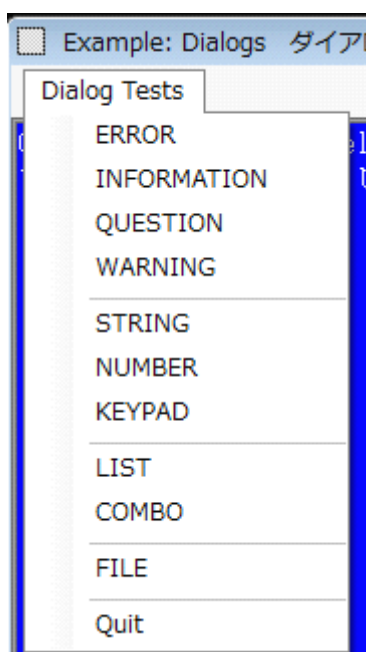 Example: Dialogs ダイア
Dialog Tests
ERROR
INFORMATION
QUESTION
WARNING
STRING
NUMBER
KEYPAD
LIST
COMBO
FILE
Quit